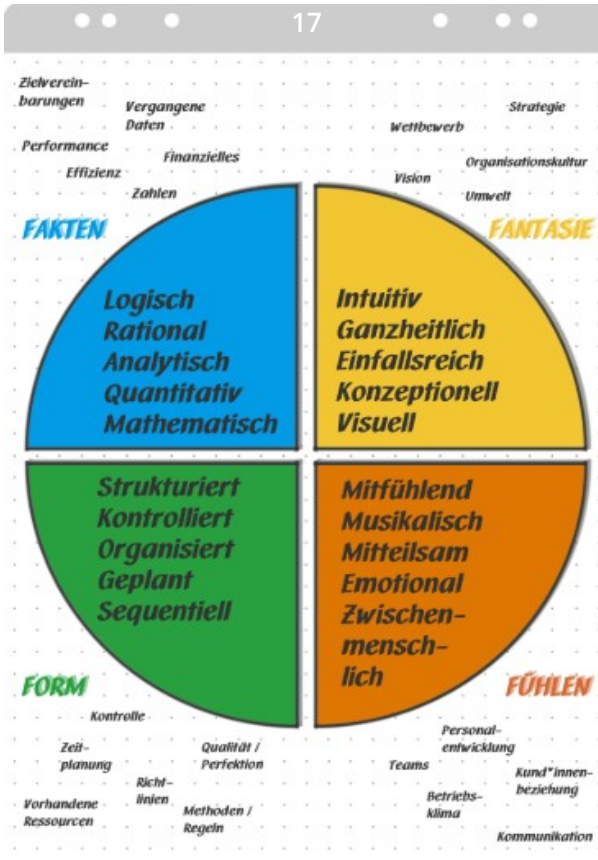 17
Zielverein-
barungen
Vergangene
Daten
Performance
Finanzielles
Effizienz
Zahlen
FAKTEN
Strategie
Wettbewerb
Organisationskultur
Vision
Umwelt
FANTASIE
Logisch
Rational
Analytisch
Quantitativ
Mathematisch
Intuitiv
Ganzheitlich
Einfallsreich
Konzeptionell
Visuell
Strukturiert
Kontrolliert
Organisiert
Geplant
Sequentiell
Mitfühlend
Musikalisch
Mitteilsam
Emotional
Zwischen-
mensch-
lich
FORM
Kontrolle
Zeit-
planung
Qualität /
Perfektion
Richt-
linien
Vorhandene
Ressourcen
Methoden /
Regeln
FÜHLEN
Personal-
entwicklung
Teams
Kund*innen-
beziehung
Betriebs-
klima
Kommunikation